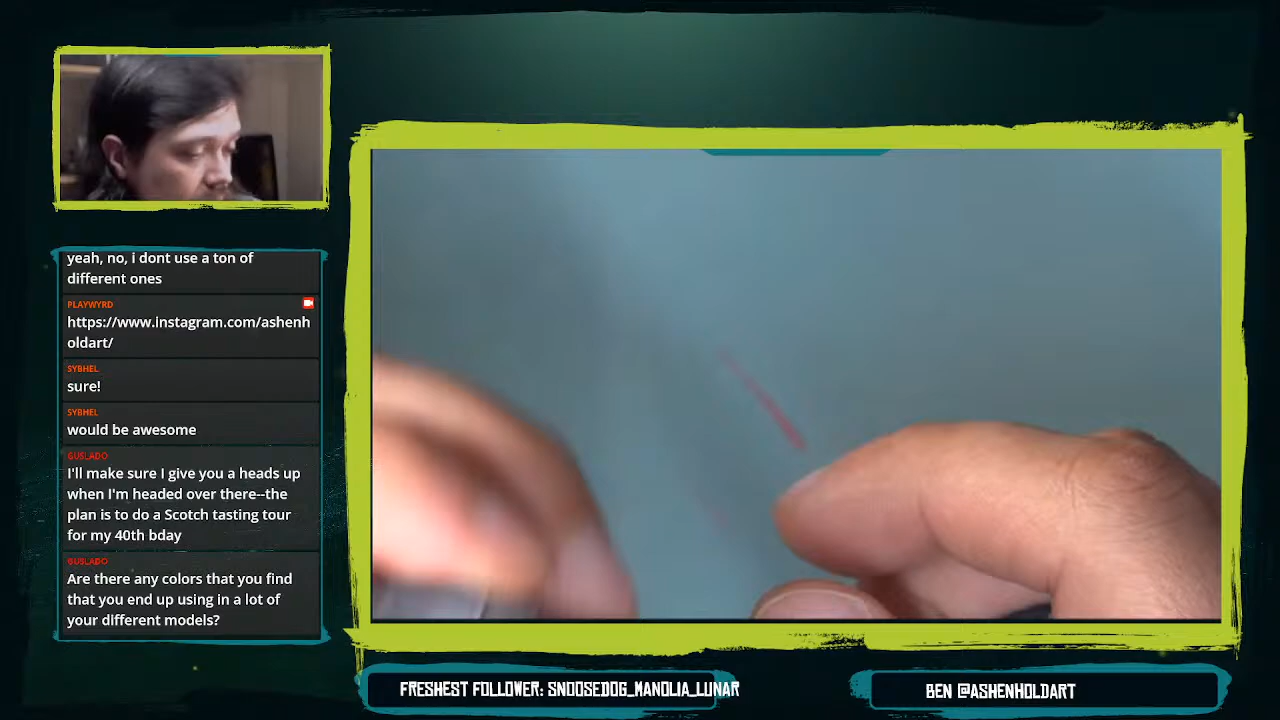 yeah, no, i dont use a ton of
different ones
PLAYWYRD
https://www.instagram.com/ashenh
oldart/
SYBHEL
sure!
SYBHEL
would be awesome
GUSLADO
I'll make sure I give you a heads up
when I'm headed over there--the
plan is to do a Scotch tasting tour
for my 40th bday
GUSLADO
Are there any colors that you find
that you end up using in a lot of
your different models?
FRESHEST FOLLOWER: SNOOSEDOG_MANOLIA_LUNAR
BEN @ASHENHOLDART